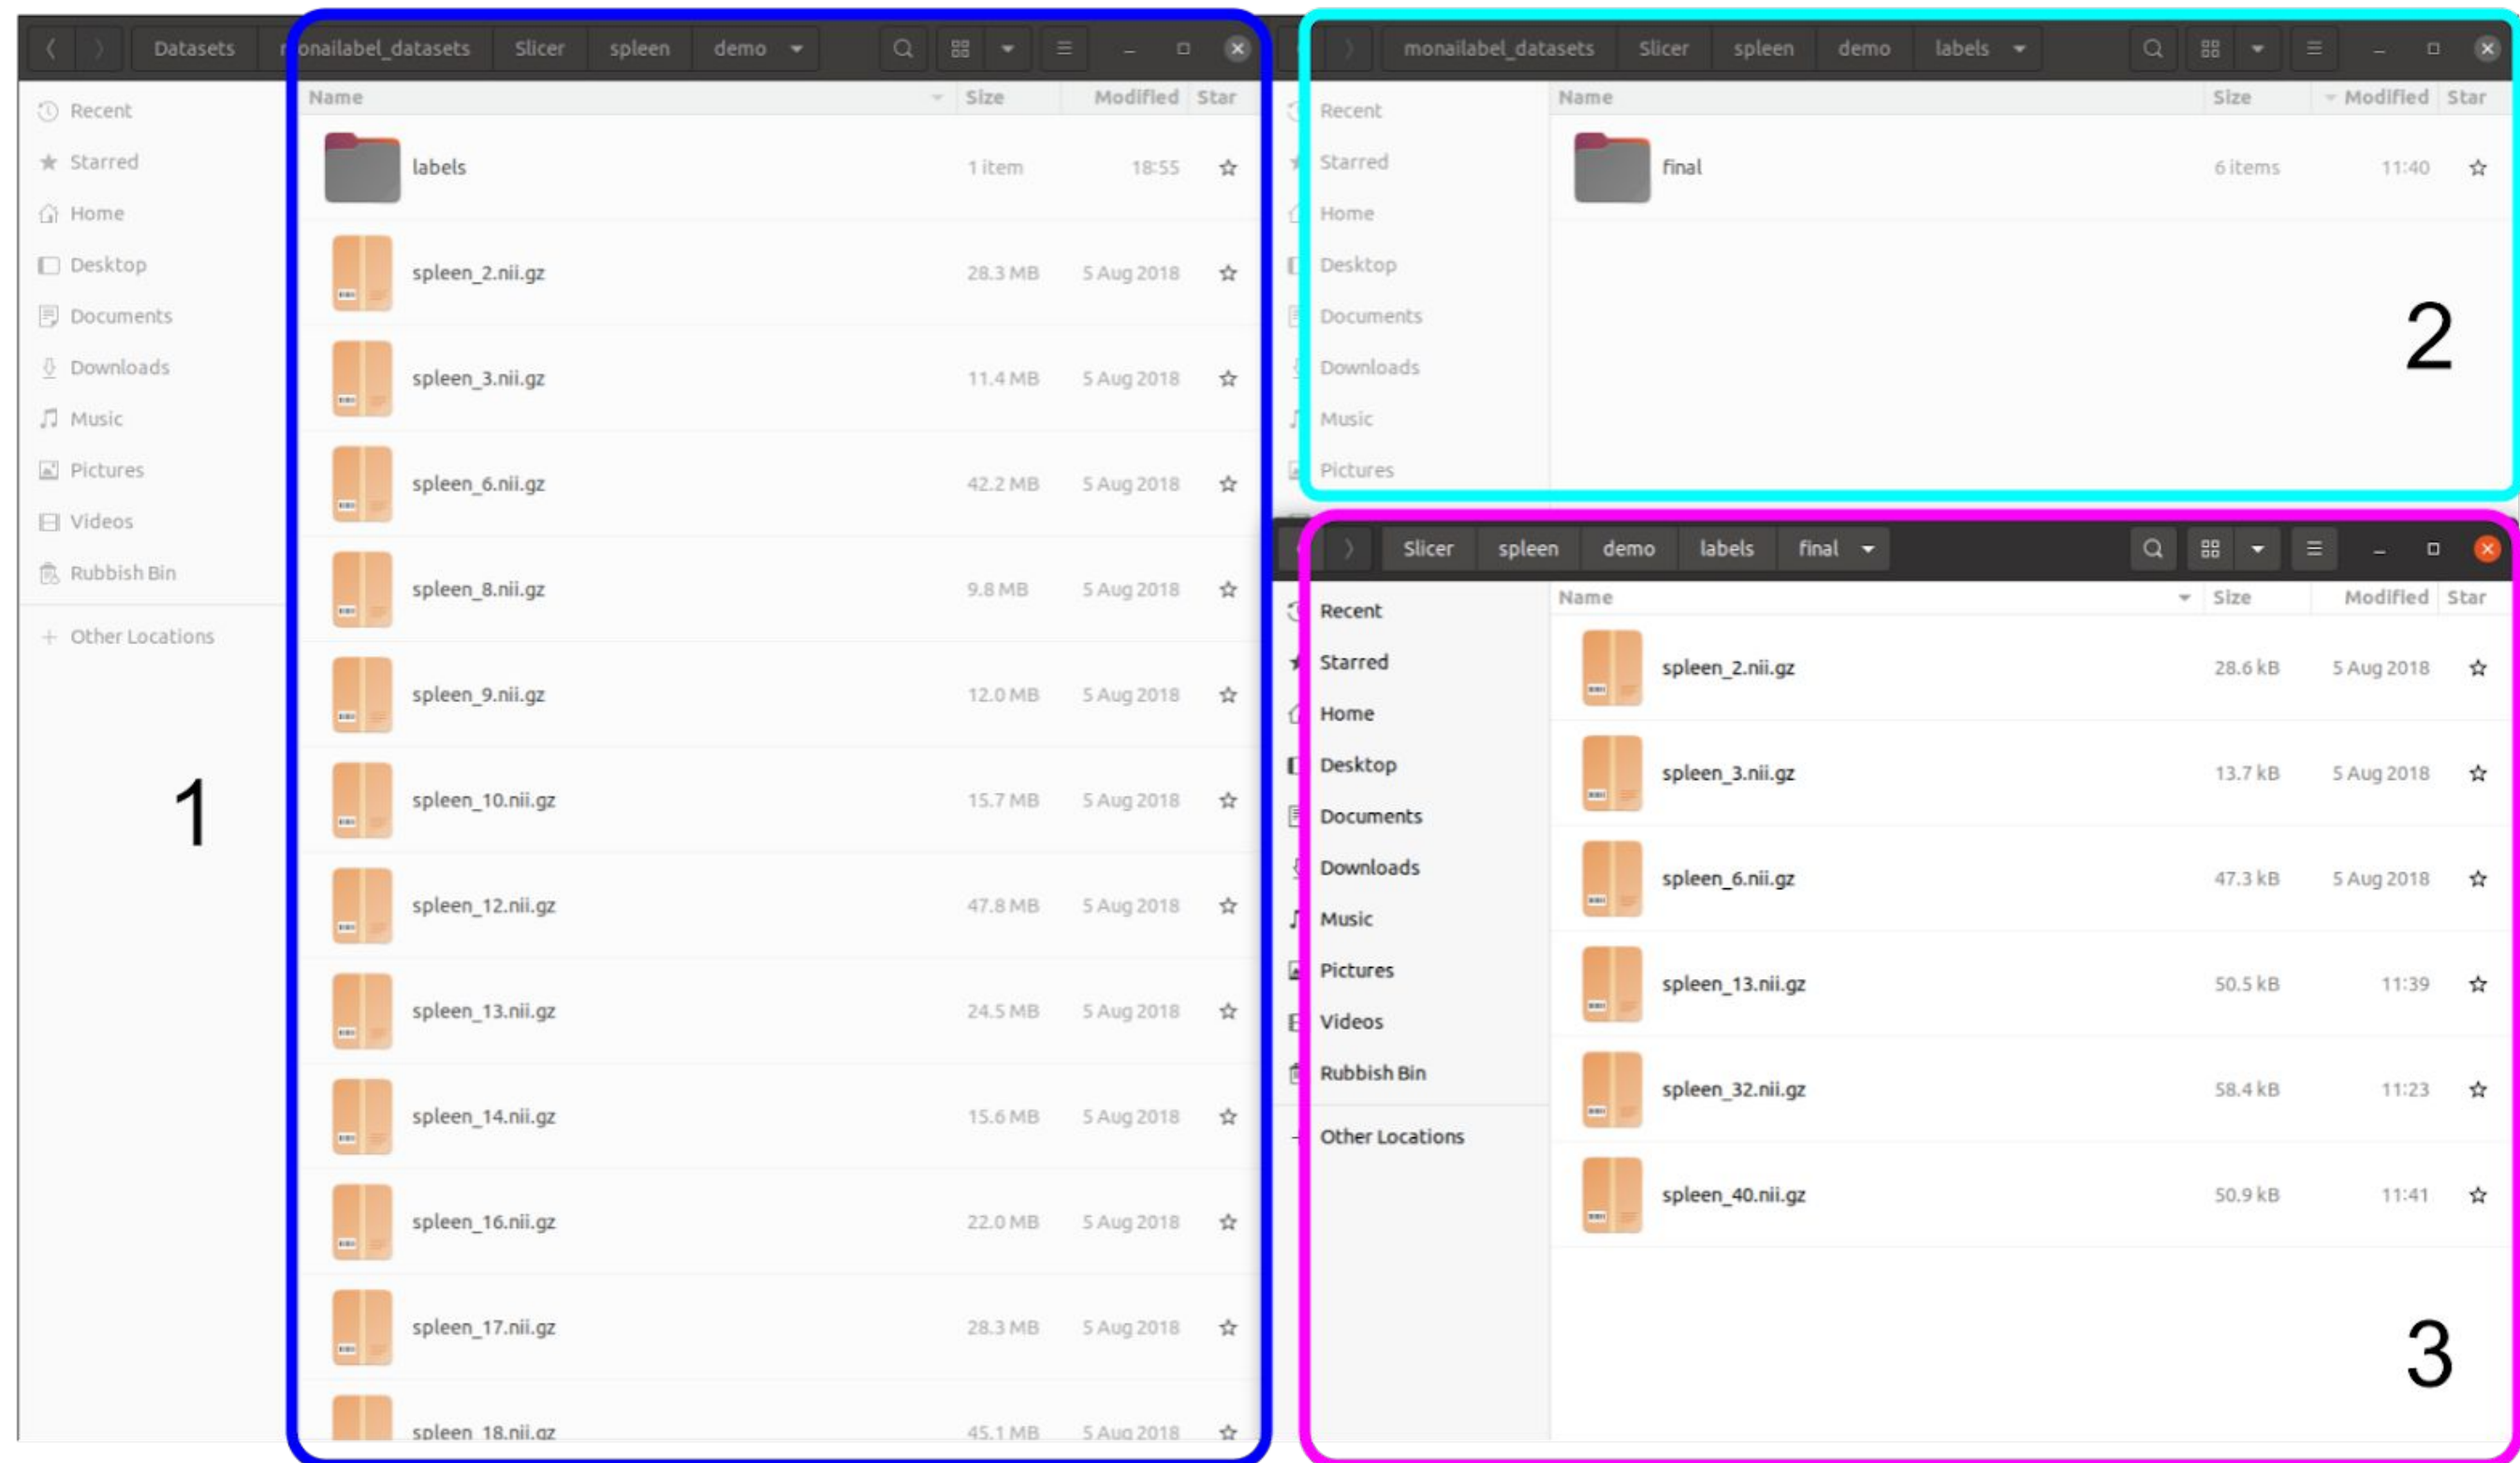 Datasets monailabel_datasets Slicer spleen demo
Recent
Starred
Home
Desktop
Documents
Downloads
Music
Pictures
Videos
Rubbish Bin
Other Locations
1
Name Size Modified Star
labels 1 item 18:55
spleen_2.nii.gz 28.3 MB 5 Aug 2018
spleen_3.nii.gz 11.4 MB 5 Aug 2018
spleen_6.nii.gz 42.2 MB 5 Aug 2018
spleen_8.nii.gz 9.8 MB 5 Aug 2018
spleen_9.nii.gz 12.0 MB 5 Aug 2018
spleen_10.nii.gz 15.7 MB 5 Aug 2018
spleen_12.nii.gz 47.8 MB 5 Aug 2018
spleen_13.nii.gz 24.5 MB 5 Aug 2018
spleen_14.nii.gz 15.6 MB 5 Aug 2018
spleen_16.nii.gz 22.0 MB 5 Aug 2018
spleen_17.nii.gz 28.3 MB 5 Aug 2018
spleen_18.nii.gz 45.1 MB 5 Aug 2018
monailabel_datasets Slicer spleen demo labels
Recent
Starred
Home
Desktop
Documents
Downloads
Music
Pictures
Name Size Modified Star
final 6 items 11:40
2
Slicer spleen demo labels final
Recent
Starred
Home
Desktop
Documents
Downloads
Music
Pictures
Videos
Rubbish Bin
Other Locations
Name Size Modified Star
spleen_2.nii.gz 28.6 kB 5 Aug 2018
spleen_3.nii.gz 13.7 kB 5 Aug 2018
spleen_6.nii.gz 47.3 kB 5 Aug 2018
spleen_13.nii.gz 50.5 kB 11:39
spleen_32.nii.gz 58.4 kB 11:23
spleen_40.nii.gz 50.9 kB 11:41
3